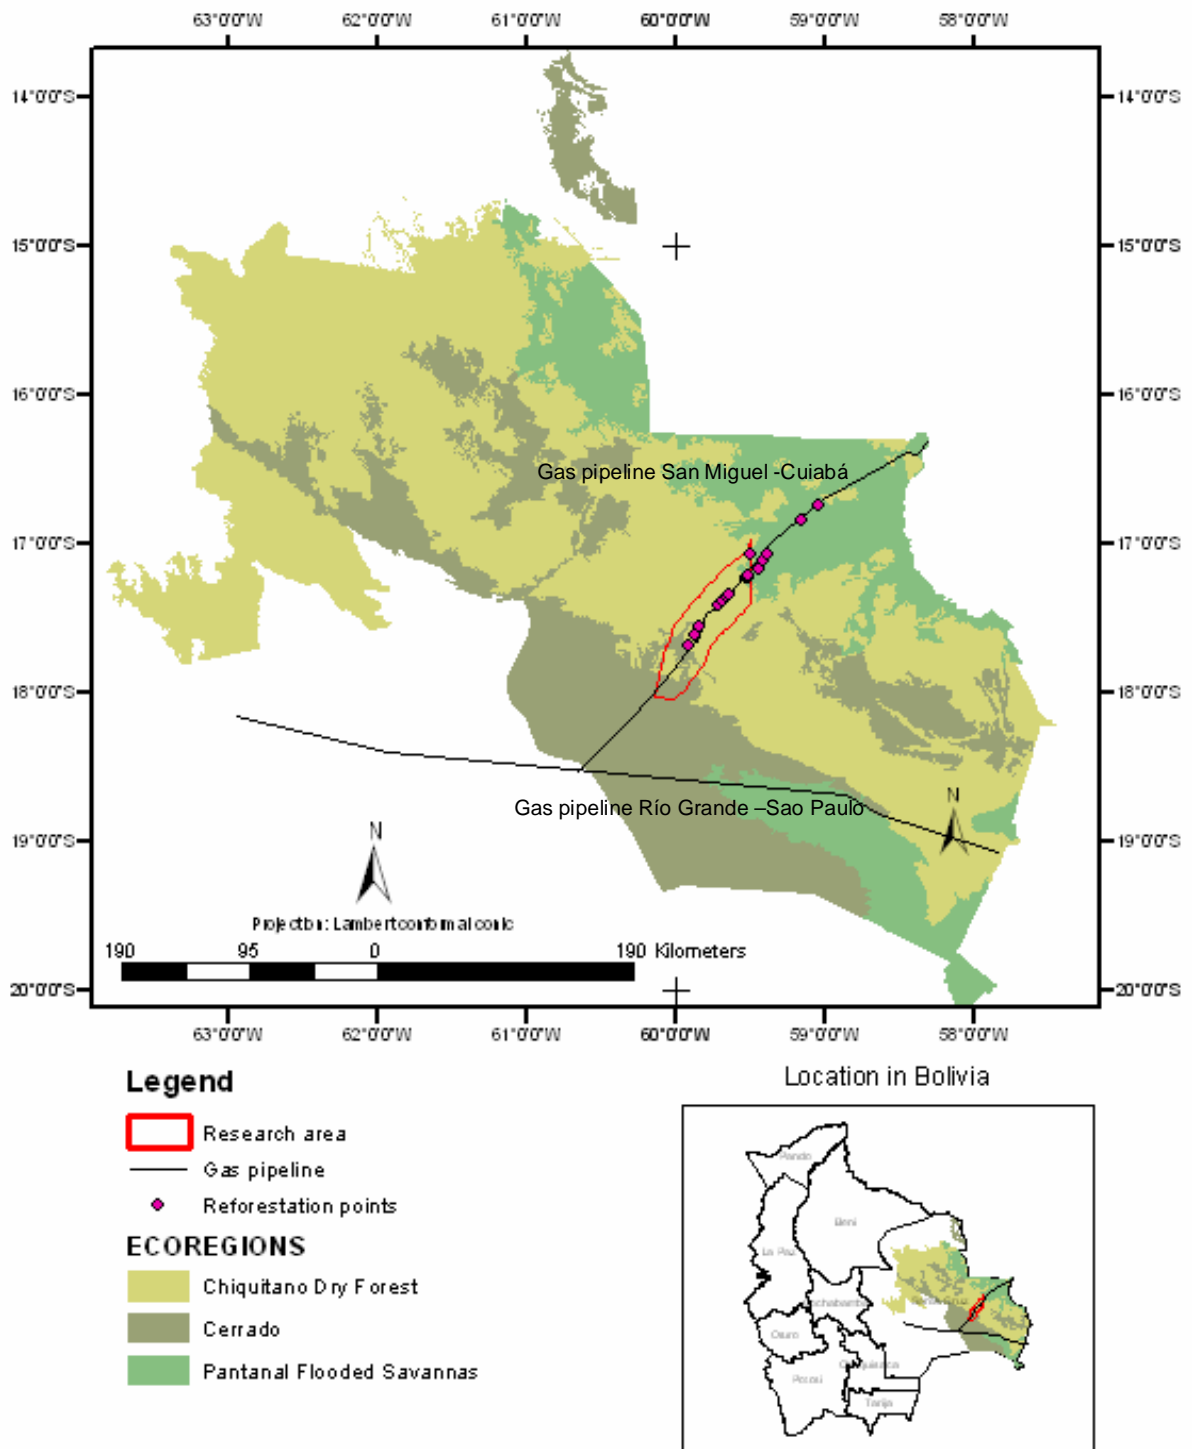 63°0'0"W 62°0'0"W 61°0'0"W 60°0'0"W 59°0'0"W 58°0'0"W
14°0'0"S 14°0'0"S
15°0'0"S 15°0'0"S
16°0'0"S 16°0'0"S
Gas pipeline San Miguel -Cuiabá
17°0'0"S 17°0'0"S
18°0'0"S 18°0'0"S
Gas pipeline Río Grande –Sao Paulo
N
19°0'0"S 19°0'0"S
N
Projection: Lambert conformal conic
190 95 0 190 Kilometers
20°0'0"S 20°0'0"S
63°0'0"W 62°0'0"W 61°0'0"W 60°0'0"W 59°0'0"W 58°0'0"W
Legend
Research area
Gas pipeline
Reforestation points
ECOREGIONS
Chiquitano Dry Forest
Cerrado
Pantanal Flooded Savannas
Location in Bolivia
Pando
Beni
La Paz
Cochabamba
Santa Cruz
Oruro
Potosi
Tarija